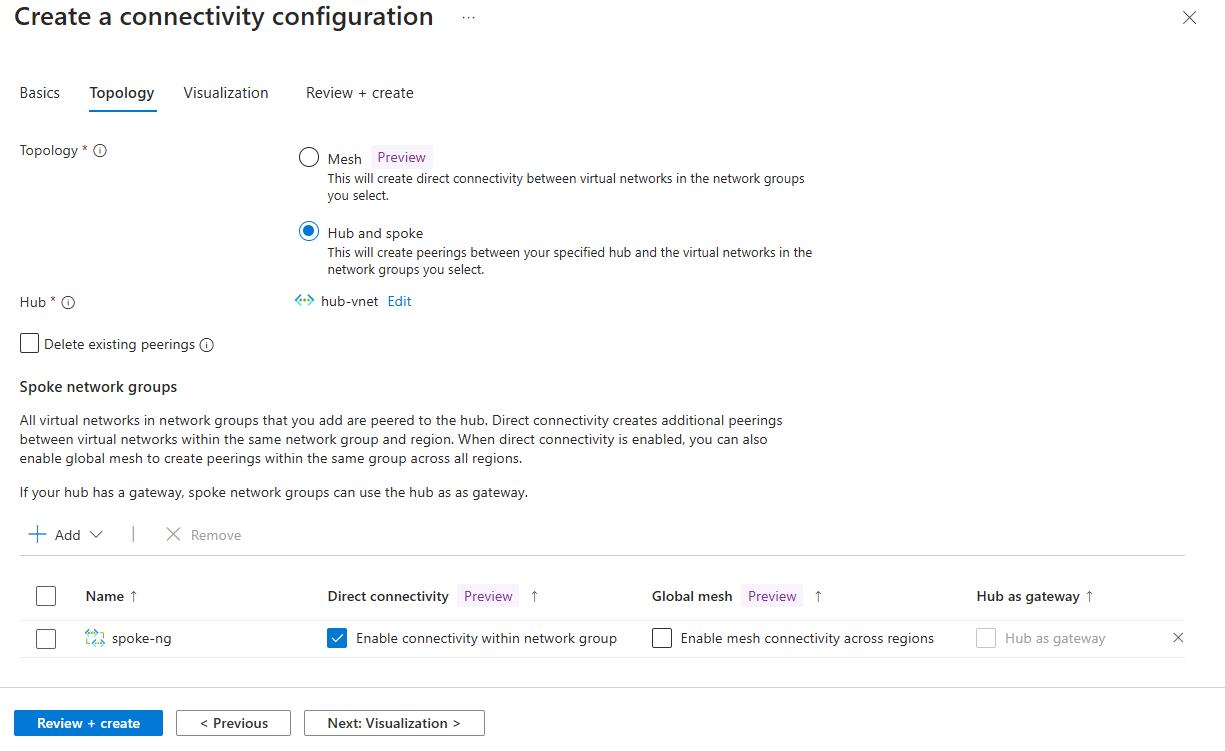 Create a connectivity configuration ...
Basics Topology Visualization Review + create
Topology *
Mesh Preview
This will create direct connectivity between virtual networks in the network groups
you select.
Hub and spoke
This will create peerings between your specified hub and the virtual networks in the
network groups you select.
Hub * hub-vnet Edit
Delete existing peerings
Spoke network groups
All virtual networks in network groups that you add are peered to the hub. Direct connectivity creates additional peerings
between virtual networks within the same network group and region. When direct connectivity is enabled, you can also
enable global mesh to create peerings within the same group across all regions.
If your hub has a gateway, spoke network groups can use the hub as as gateway.
Add | Remove
Name ↑ Direct connectivity Preview ↑ Global mesh Preview ↑ Hub as gateway ↑
spoke-ng Enable connectivity within network group Enable mesh connectivity across regions Hub as gateway
Review + create < Previous Next: Visualization >